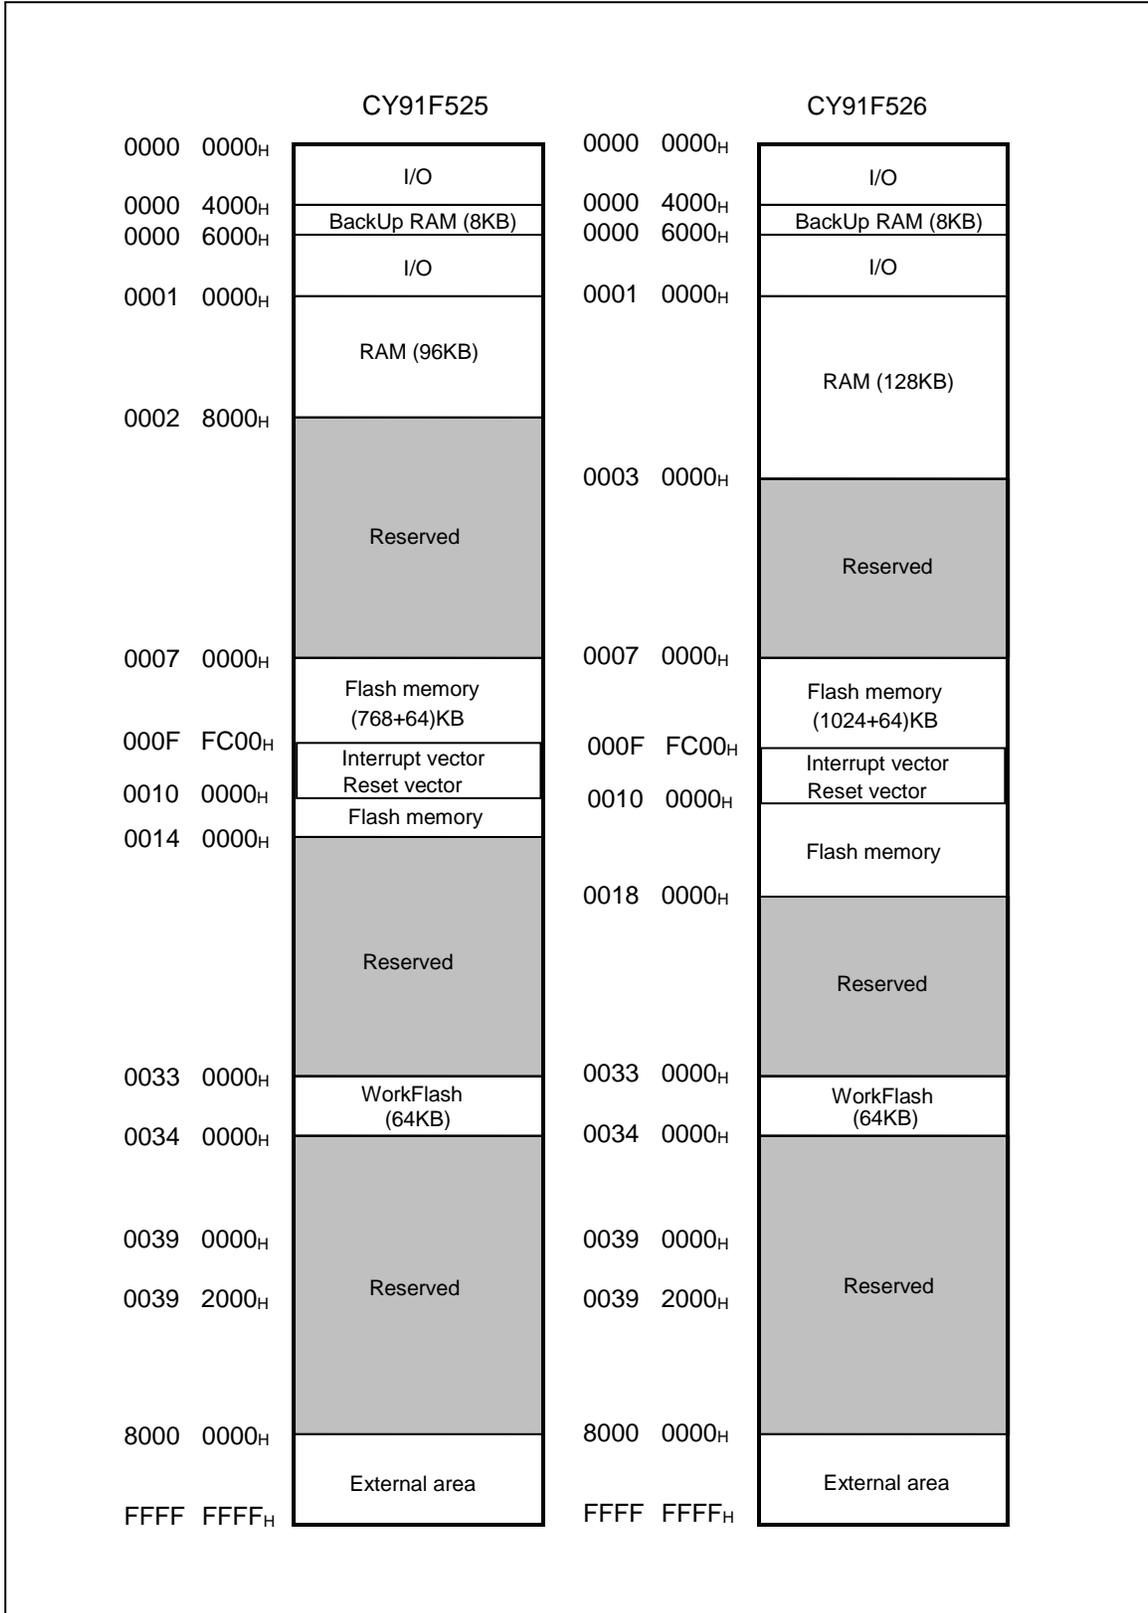 CY91F525
0000 0000H
I/O
0000 4000H
BackUp RAM (8KB)
0000 6000H
I/O
0001 0000H
RAM (96KB)
0002 8000H
Reserved
0007 0000H
Flash memory
(768+64)KB
000F FC00H
Interrupt vector
Reset vector
0010 0000H
Flash memory
0014 0000H
Reserved
0033 0000H
WorkFlash
(64KB)
0034 0000H
0039 0000H
Reserved
0039 2000H
8000 0000H
External area
FFFF FFFFH
CY91F526
0000 0000H
I/O
0000 4000H
BackUp RAM (8KB)
0000 6000H
I/O
0001 0000H
RAM (128KB)
0003 0000H
Reserved
0007 0000H
Flash memory
(1024+64)KB
000F FC00H
Interrupt vector
Reset vector
0010 0000H
Flash memory
0018 0000H
Reserved
0033 0000H
WorkFlash
(64KB)
0034 0000H
0039 0000H
Reserved
0039 2000H
8000 0000H
External area
FFFF FFFFH